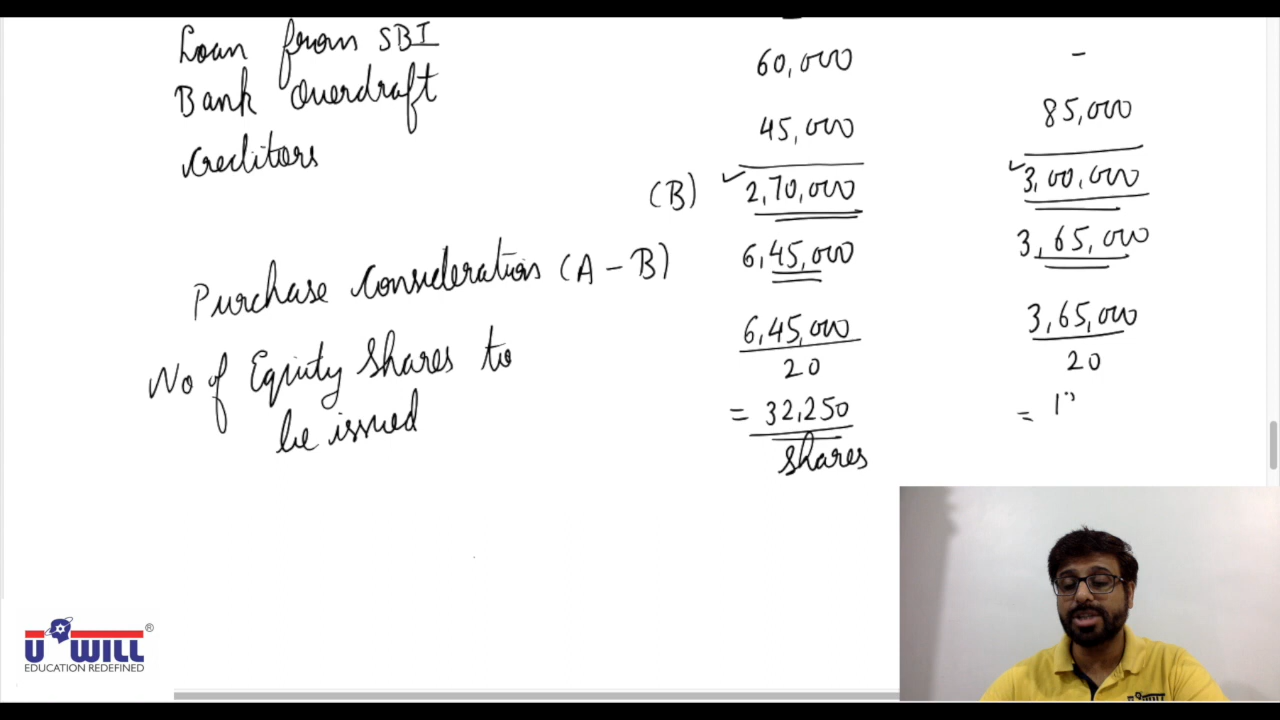 Loan from SBI
60,000 -
Bank Overdraft
45,000 85,000
Creditors
(B) 2,70,000 3,00,000
Purchase Consideration (A - B) 6,45,000 3,65,000
No of Equity Shares to be issued 6,45,000 3,65,000
20 20
= 32,250 = 1
shares
U WILL ®
EDUCATION REDEFINED